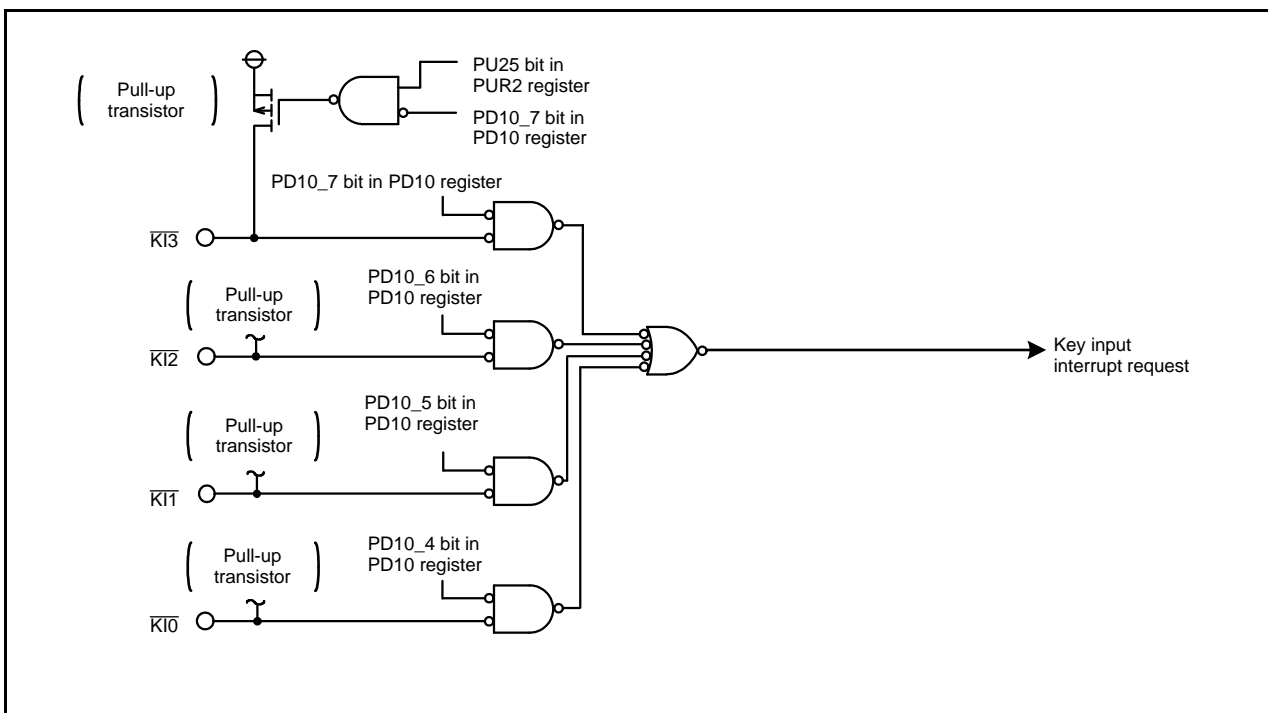 Pull-up
transistor
PU25 bit in
PUR2 register
PD10_7 bit in
PD10 register
PD10_7 bit in PD10 register
KI3
Pull-up
transistor
PD10_6 bit in
PD10 register
KI2
Key input
interrupt request
Pull-up
transistor
PD10_5 bit in
PD10 register
KI1
Pull-up
transistor
PD10_4 bit in
PD10 register
KI0